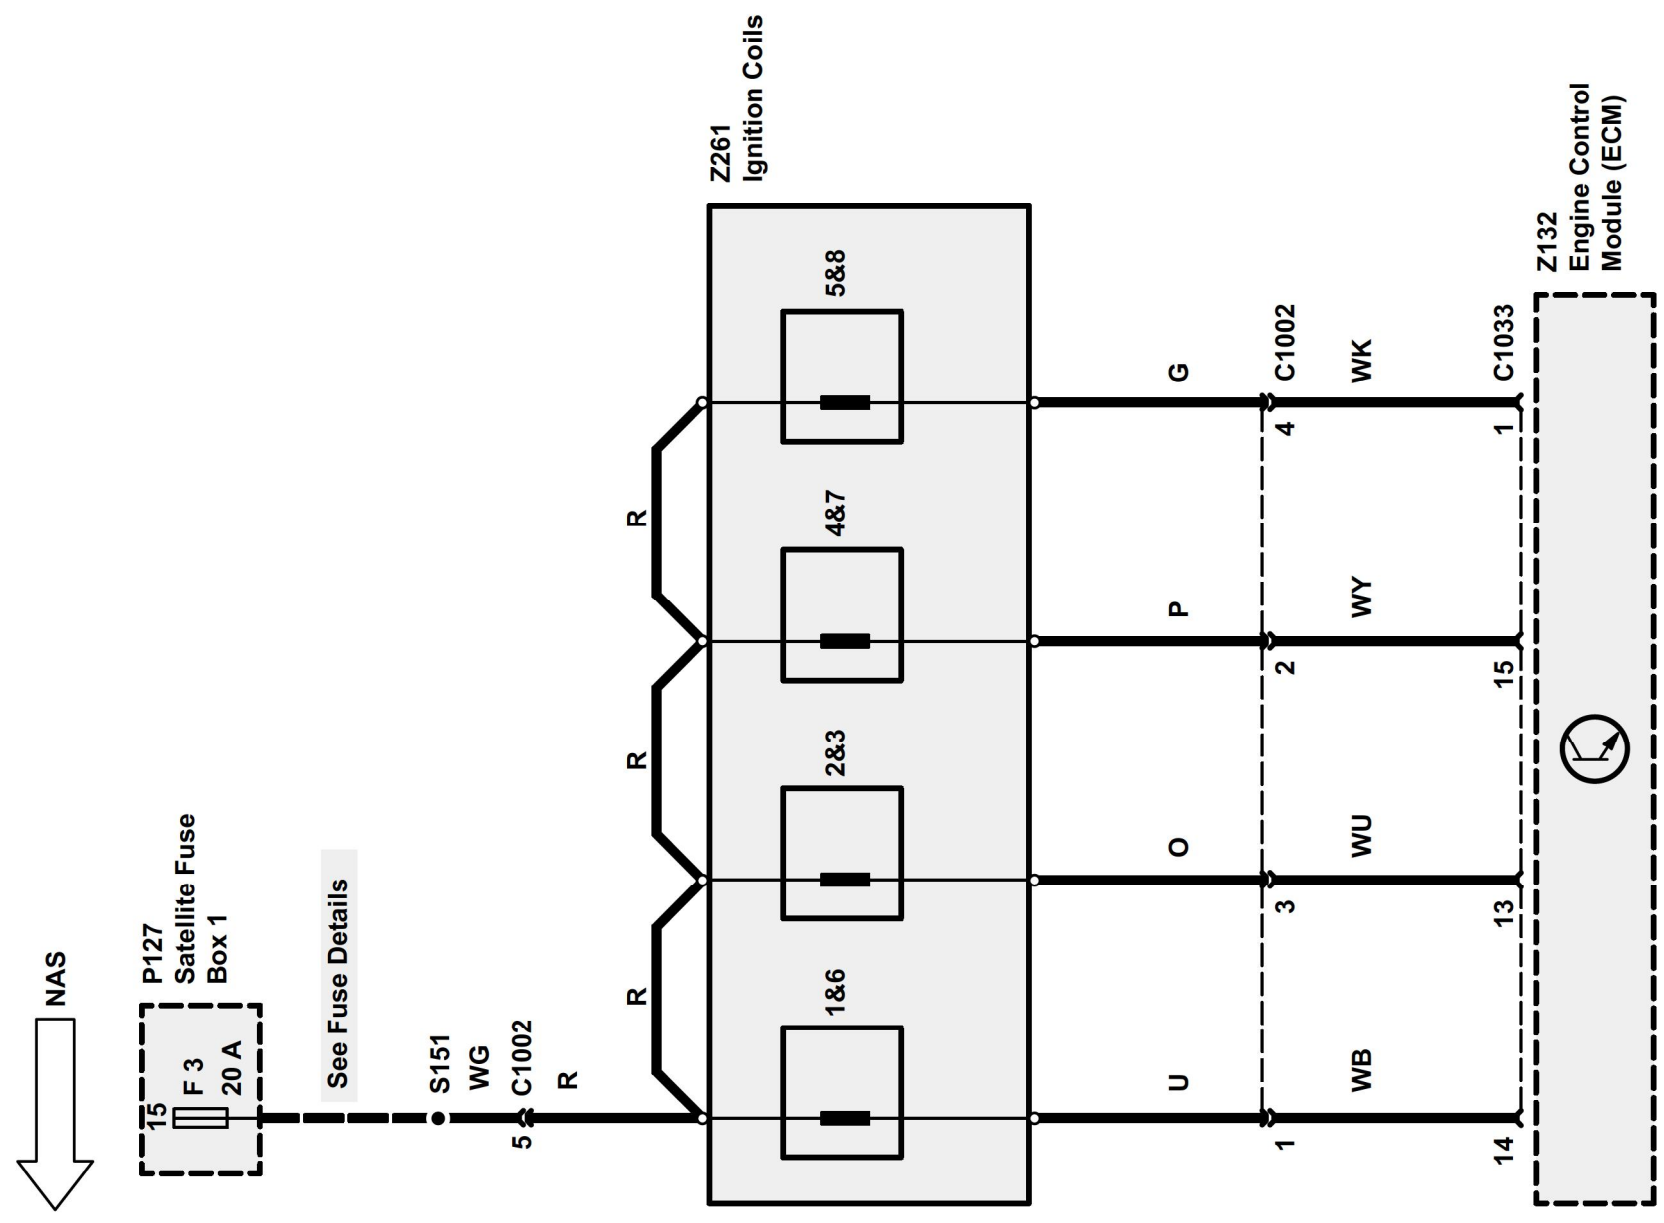 NAS
P127
Satellite Fuse
Box 1
15
F 3
20 A
See Fuse Details
S151
WG
C1002
5
R
R
R
R
Z261
Ignition Coils
1&6
2&3
4&7
5&8
U
O
P
G
1
3
2
4
C1002
WB
WU
WY
WK
14
13
15
1
C1033
Z132
Engine Control
Module (ECM)